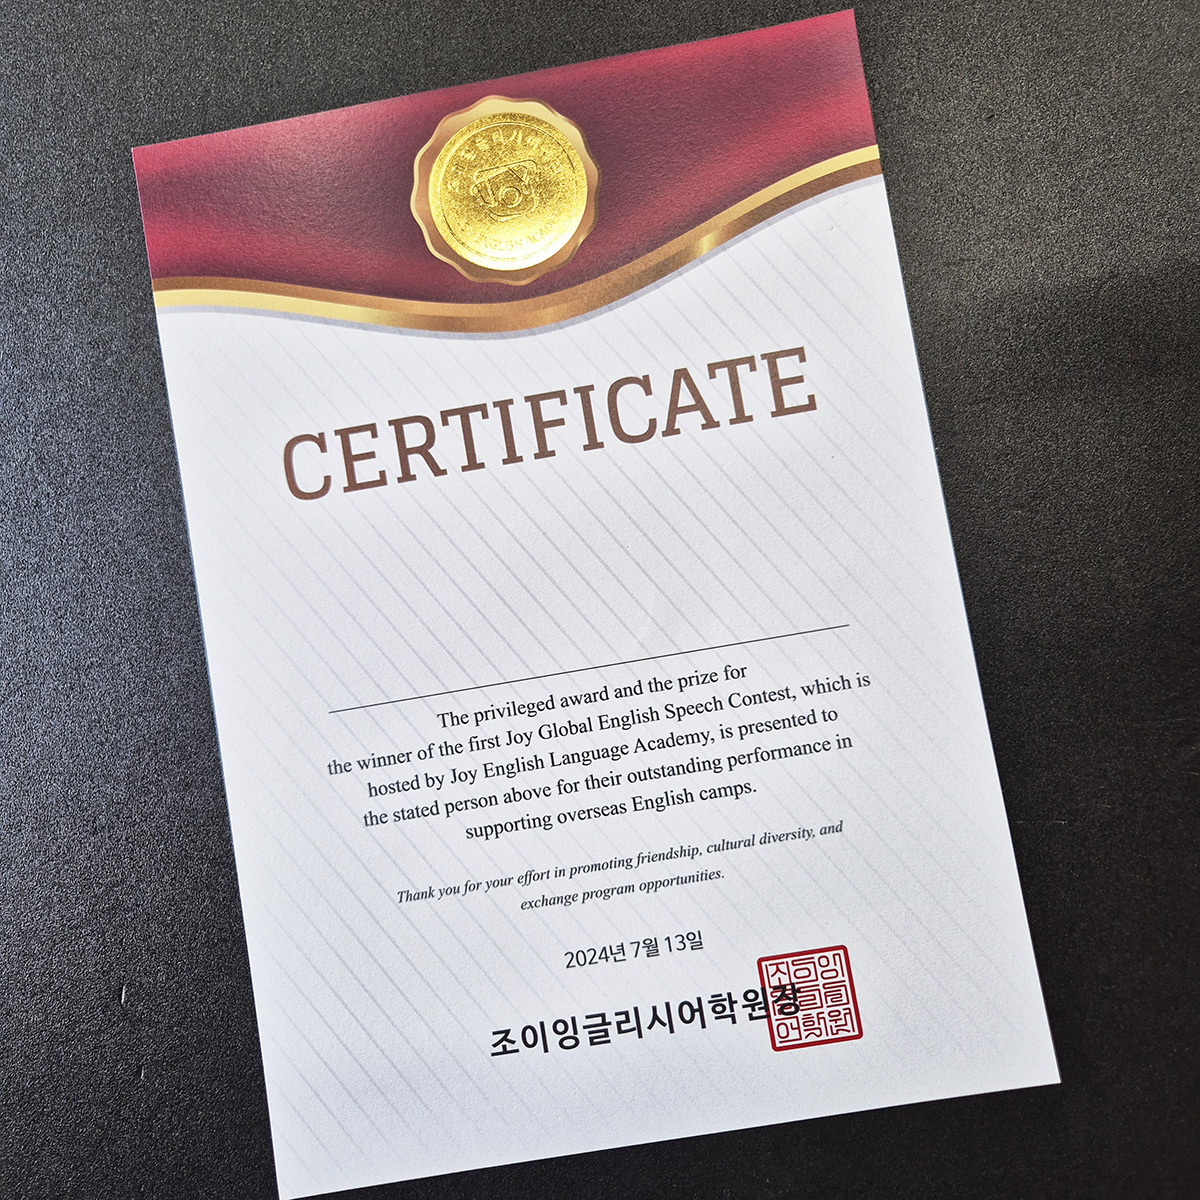 CERTIFICATE
The privileged award and the prize for
the winner of the first Joy Global English Speech Contest, which is
hosted by Joy English Language Academy, is presented to
the stated person above for their outstanding performance in
supporting overseas English camps.
Thank you for your effort in promoting friendship, cultural diversity, and
exchange program opportunities.
2024년 7월 13일
조이잉글리시어학원장